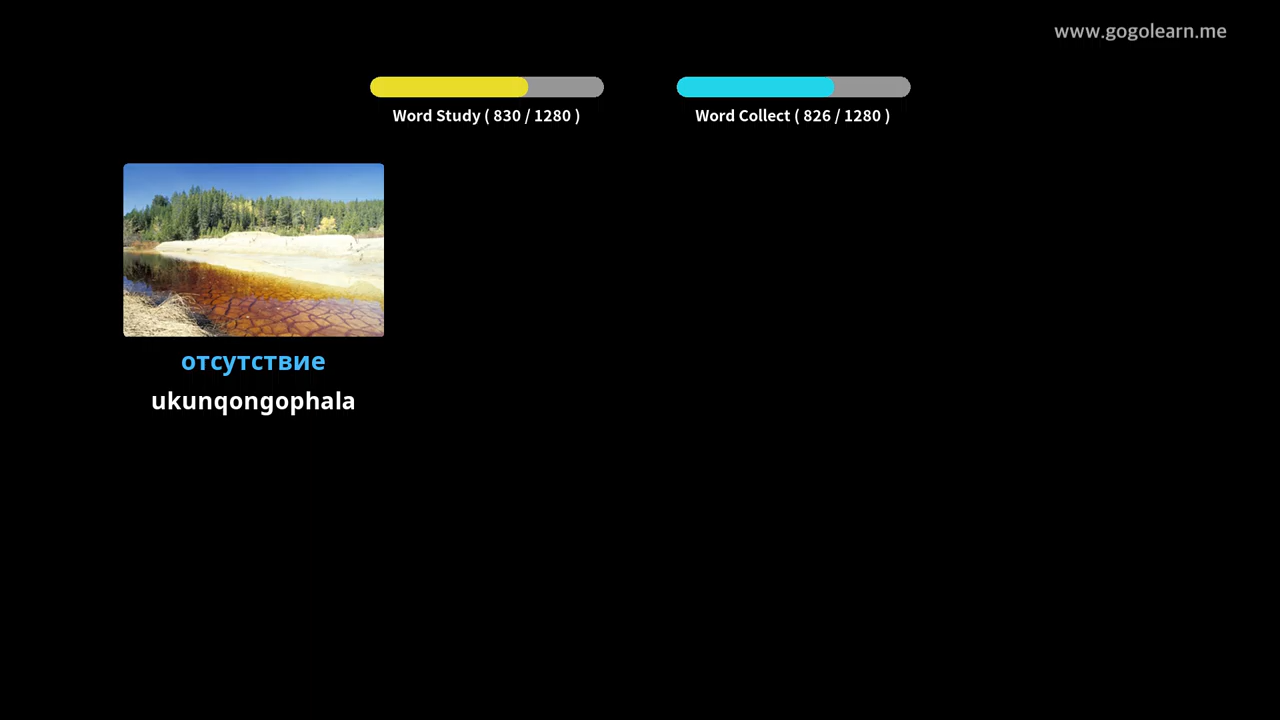 www.gogolearn.me
Word Study ( 830 / 1280 )
Word Collect ( 826 / 1280 )
отсутствие
ukunqongophala